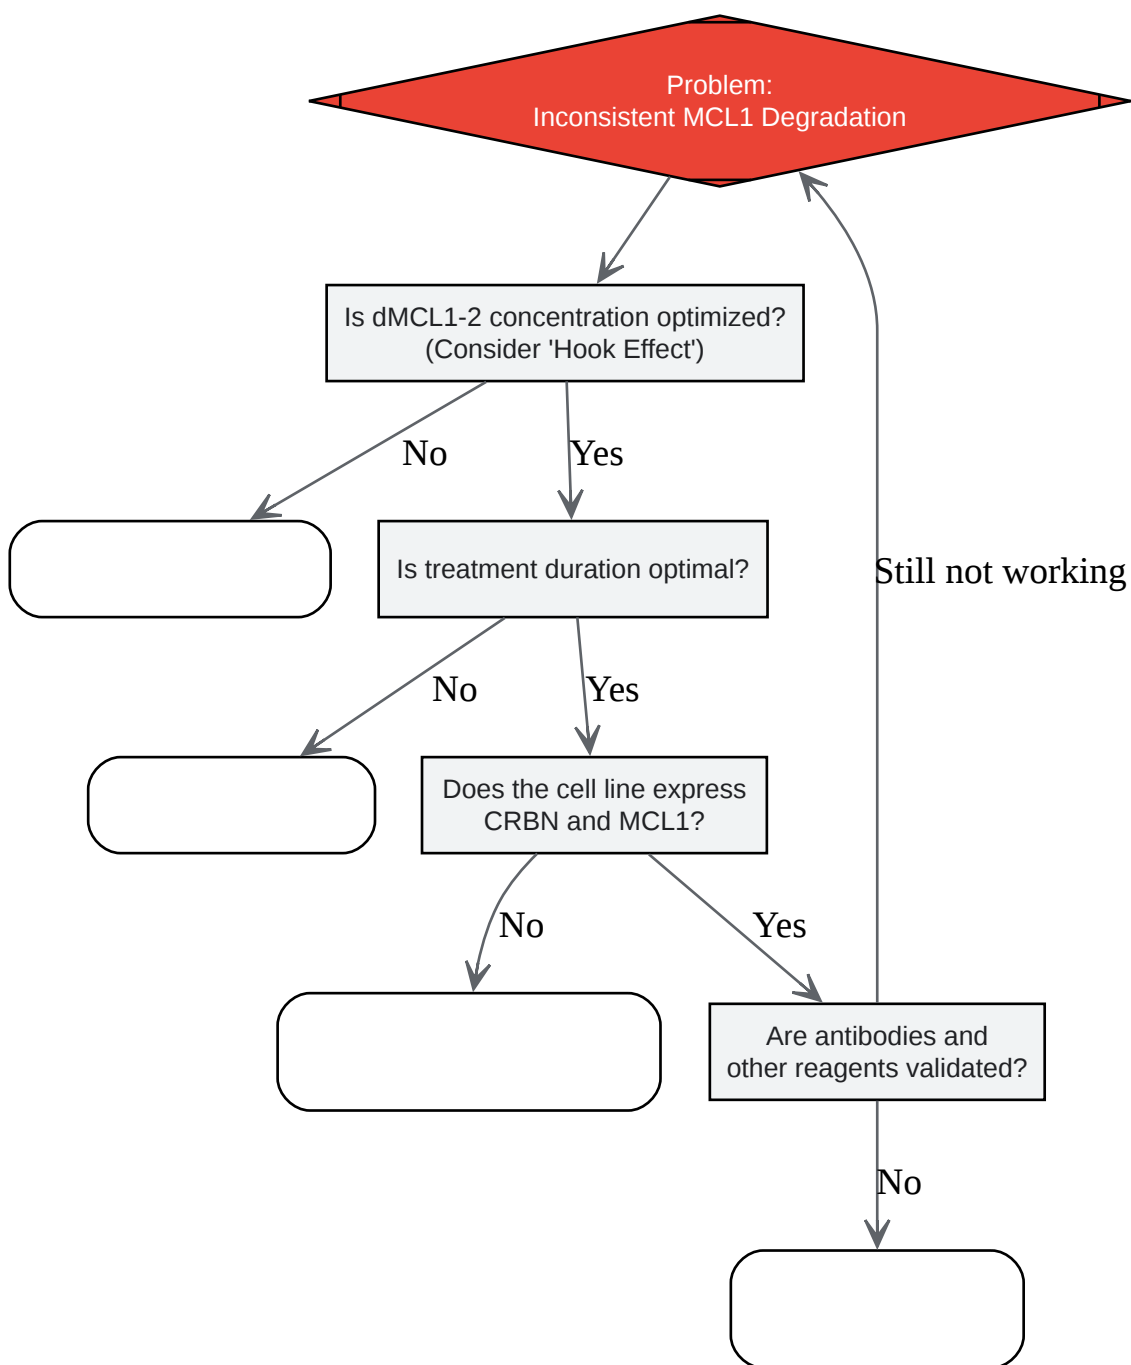 Problem:
Inconsistent MCL1 Degradation
Is dMCL1-2 concentration optimized?
(Consider 'Hook Effect')
No
Yes
Is treatment duration optimal?
Still not working
No
Yes
Does the cell line express
CRBN and MCL1?
No
Yes
Are antibodies and
other reagents validated?
No